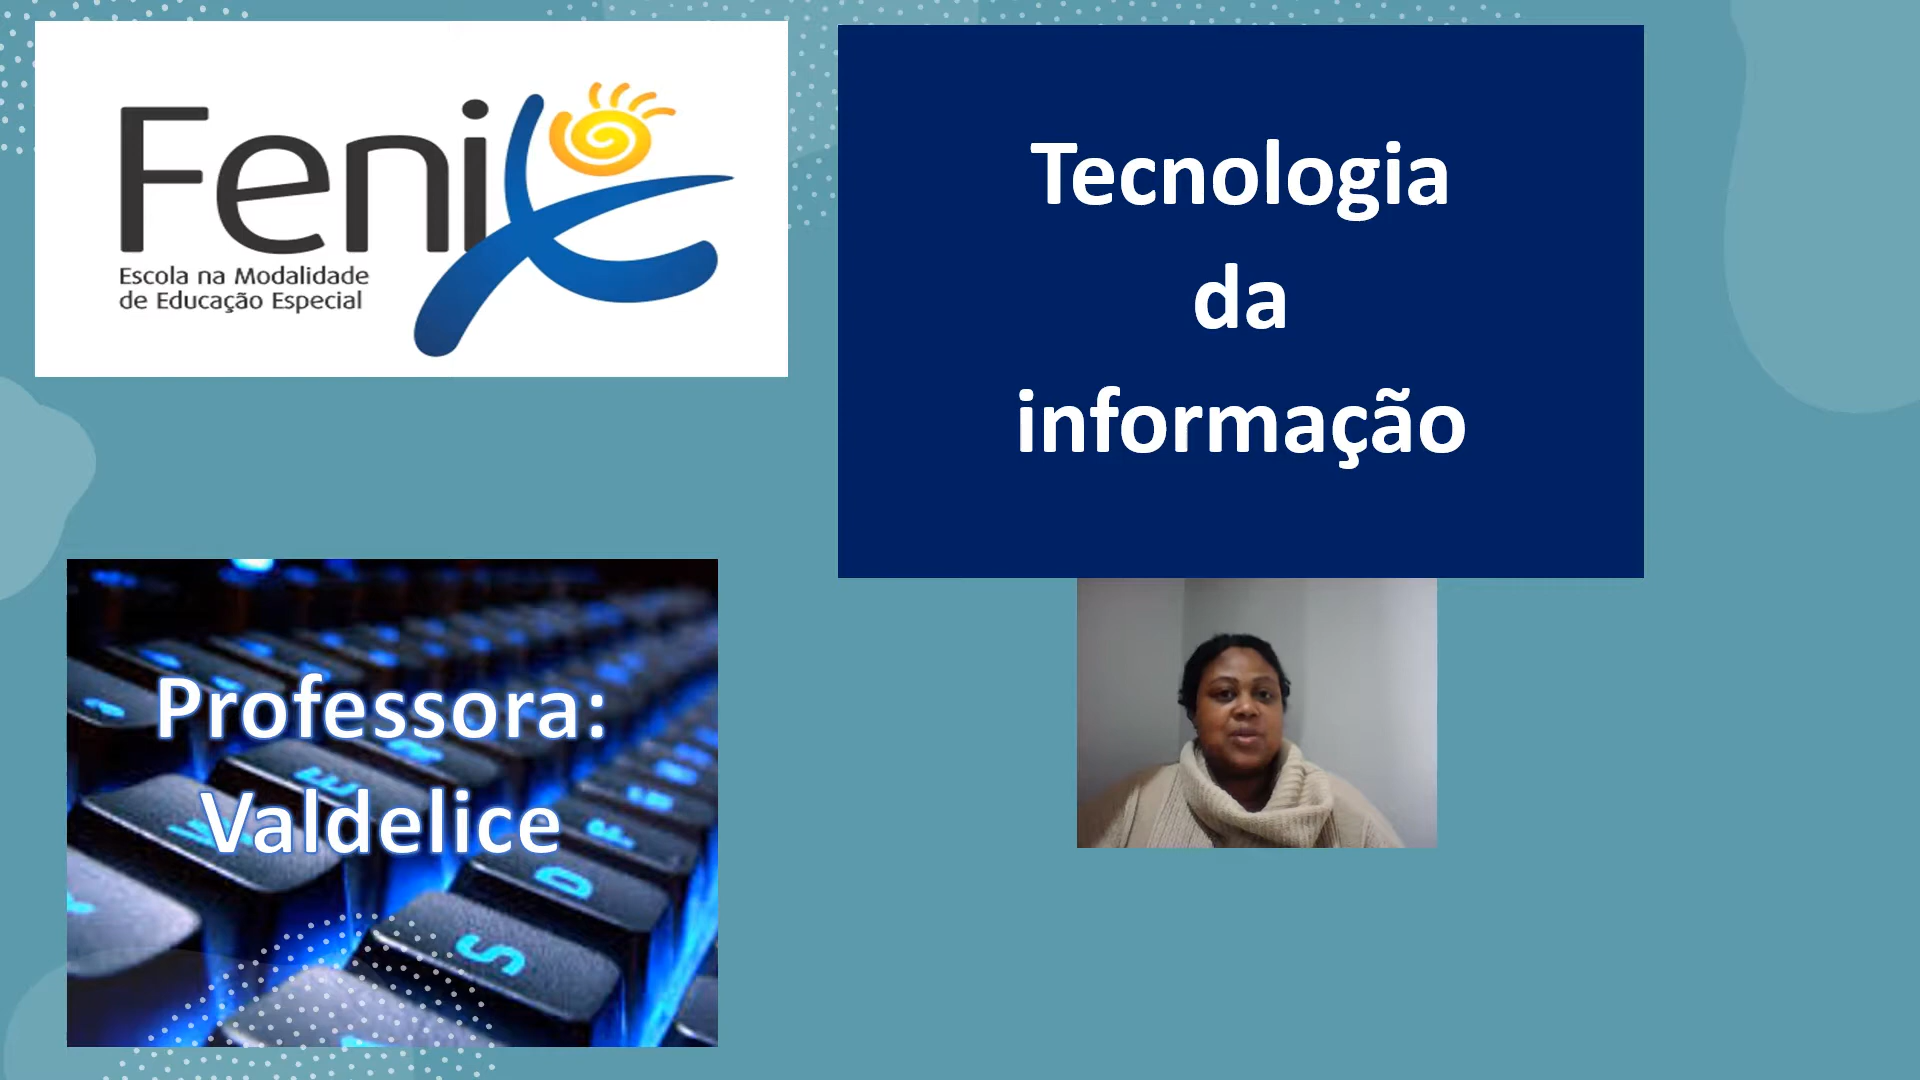 Fenix
Escola na Modalidade
de Educação Especial
Tecnologia
da
informação
Professora:
Valdelice
E
D
S